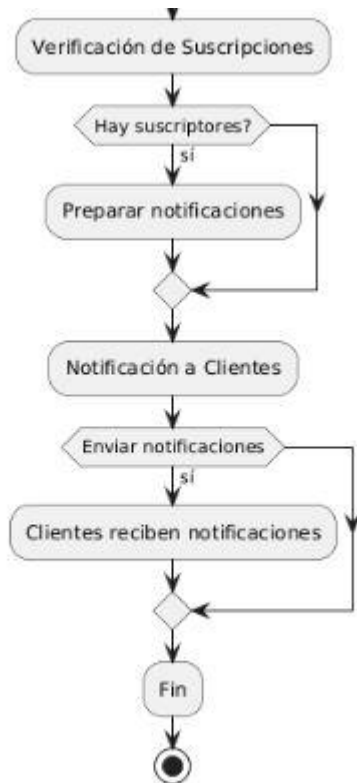 Verificación de Suscripciones
Hay suscriptores?
sí
Preparar notificaciones
Notificación a Clientes
Enviar notificaciones
sí
Clientes reciben notificaciones
Fin